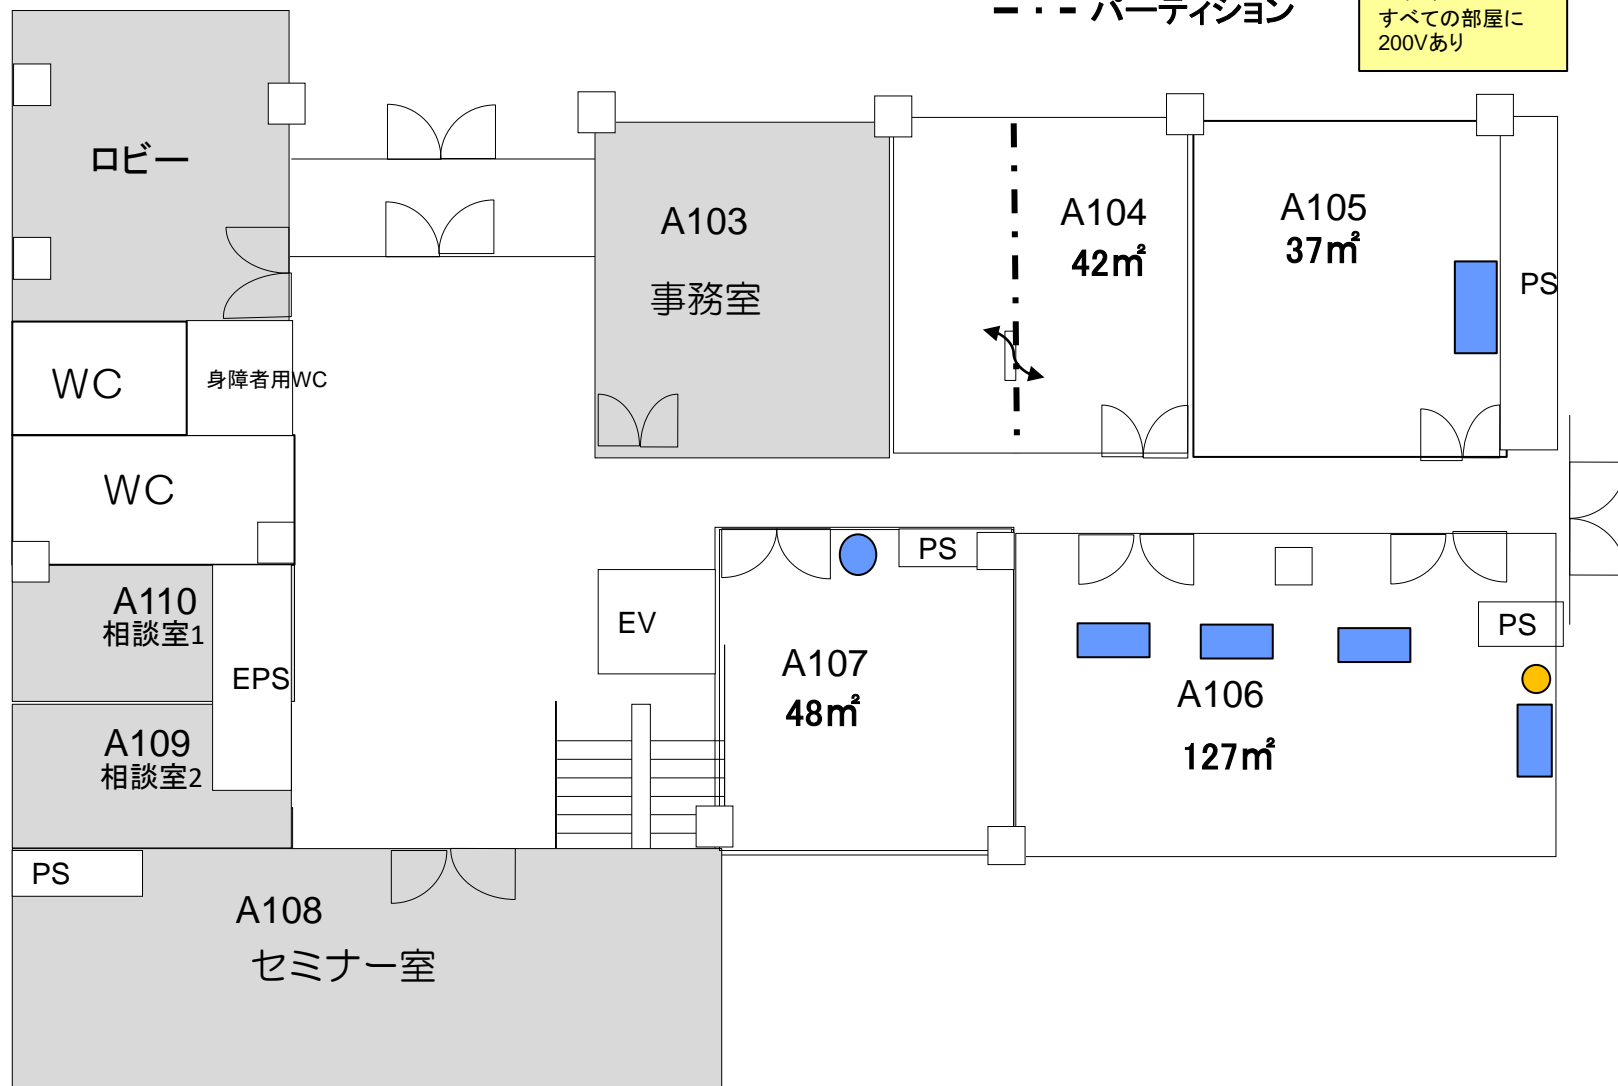 パーティション
すべての部屋に
200Vあり
ロビー
A103
事務室
A104
42㎡
A105
37㎡
PS
WC
身障者用WC
WC
A110
相談室1
EPS
A109
相談室2
EV
A107
48㎡
PS
A106
127㎡
PS
PS
A108
セミナー室